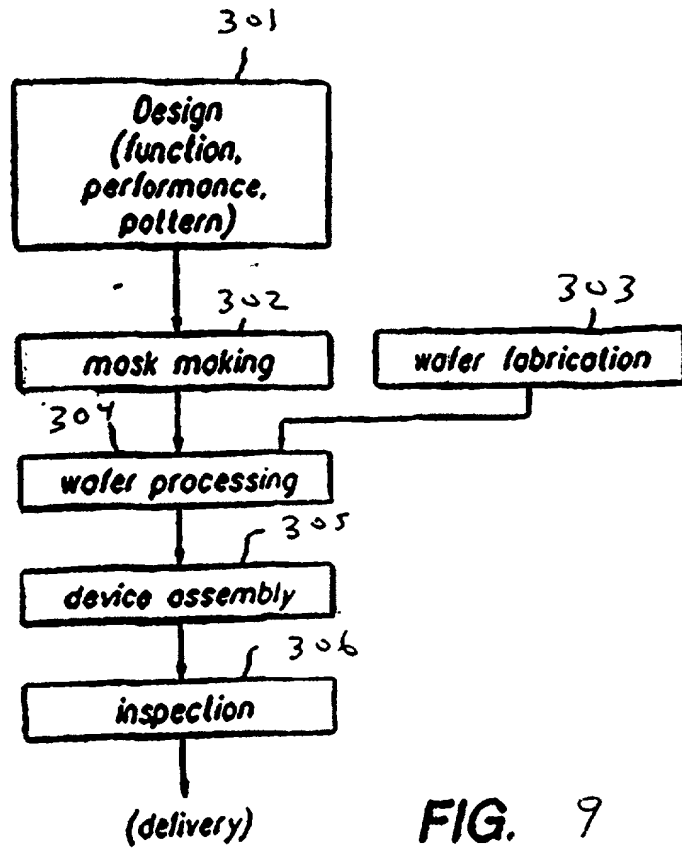 301
Design
(function,
performance,
pattern)
302
303
mask making
wafer fabrication
304
wafer processing
305
device assembly
306
inspection
(delivery)
FIG. 9